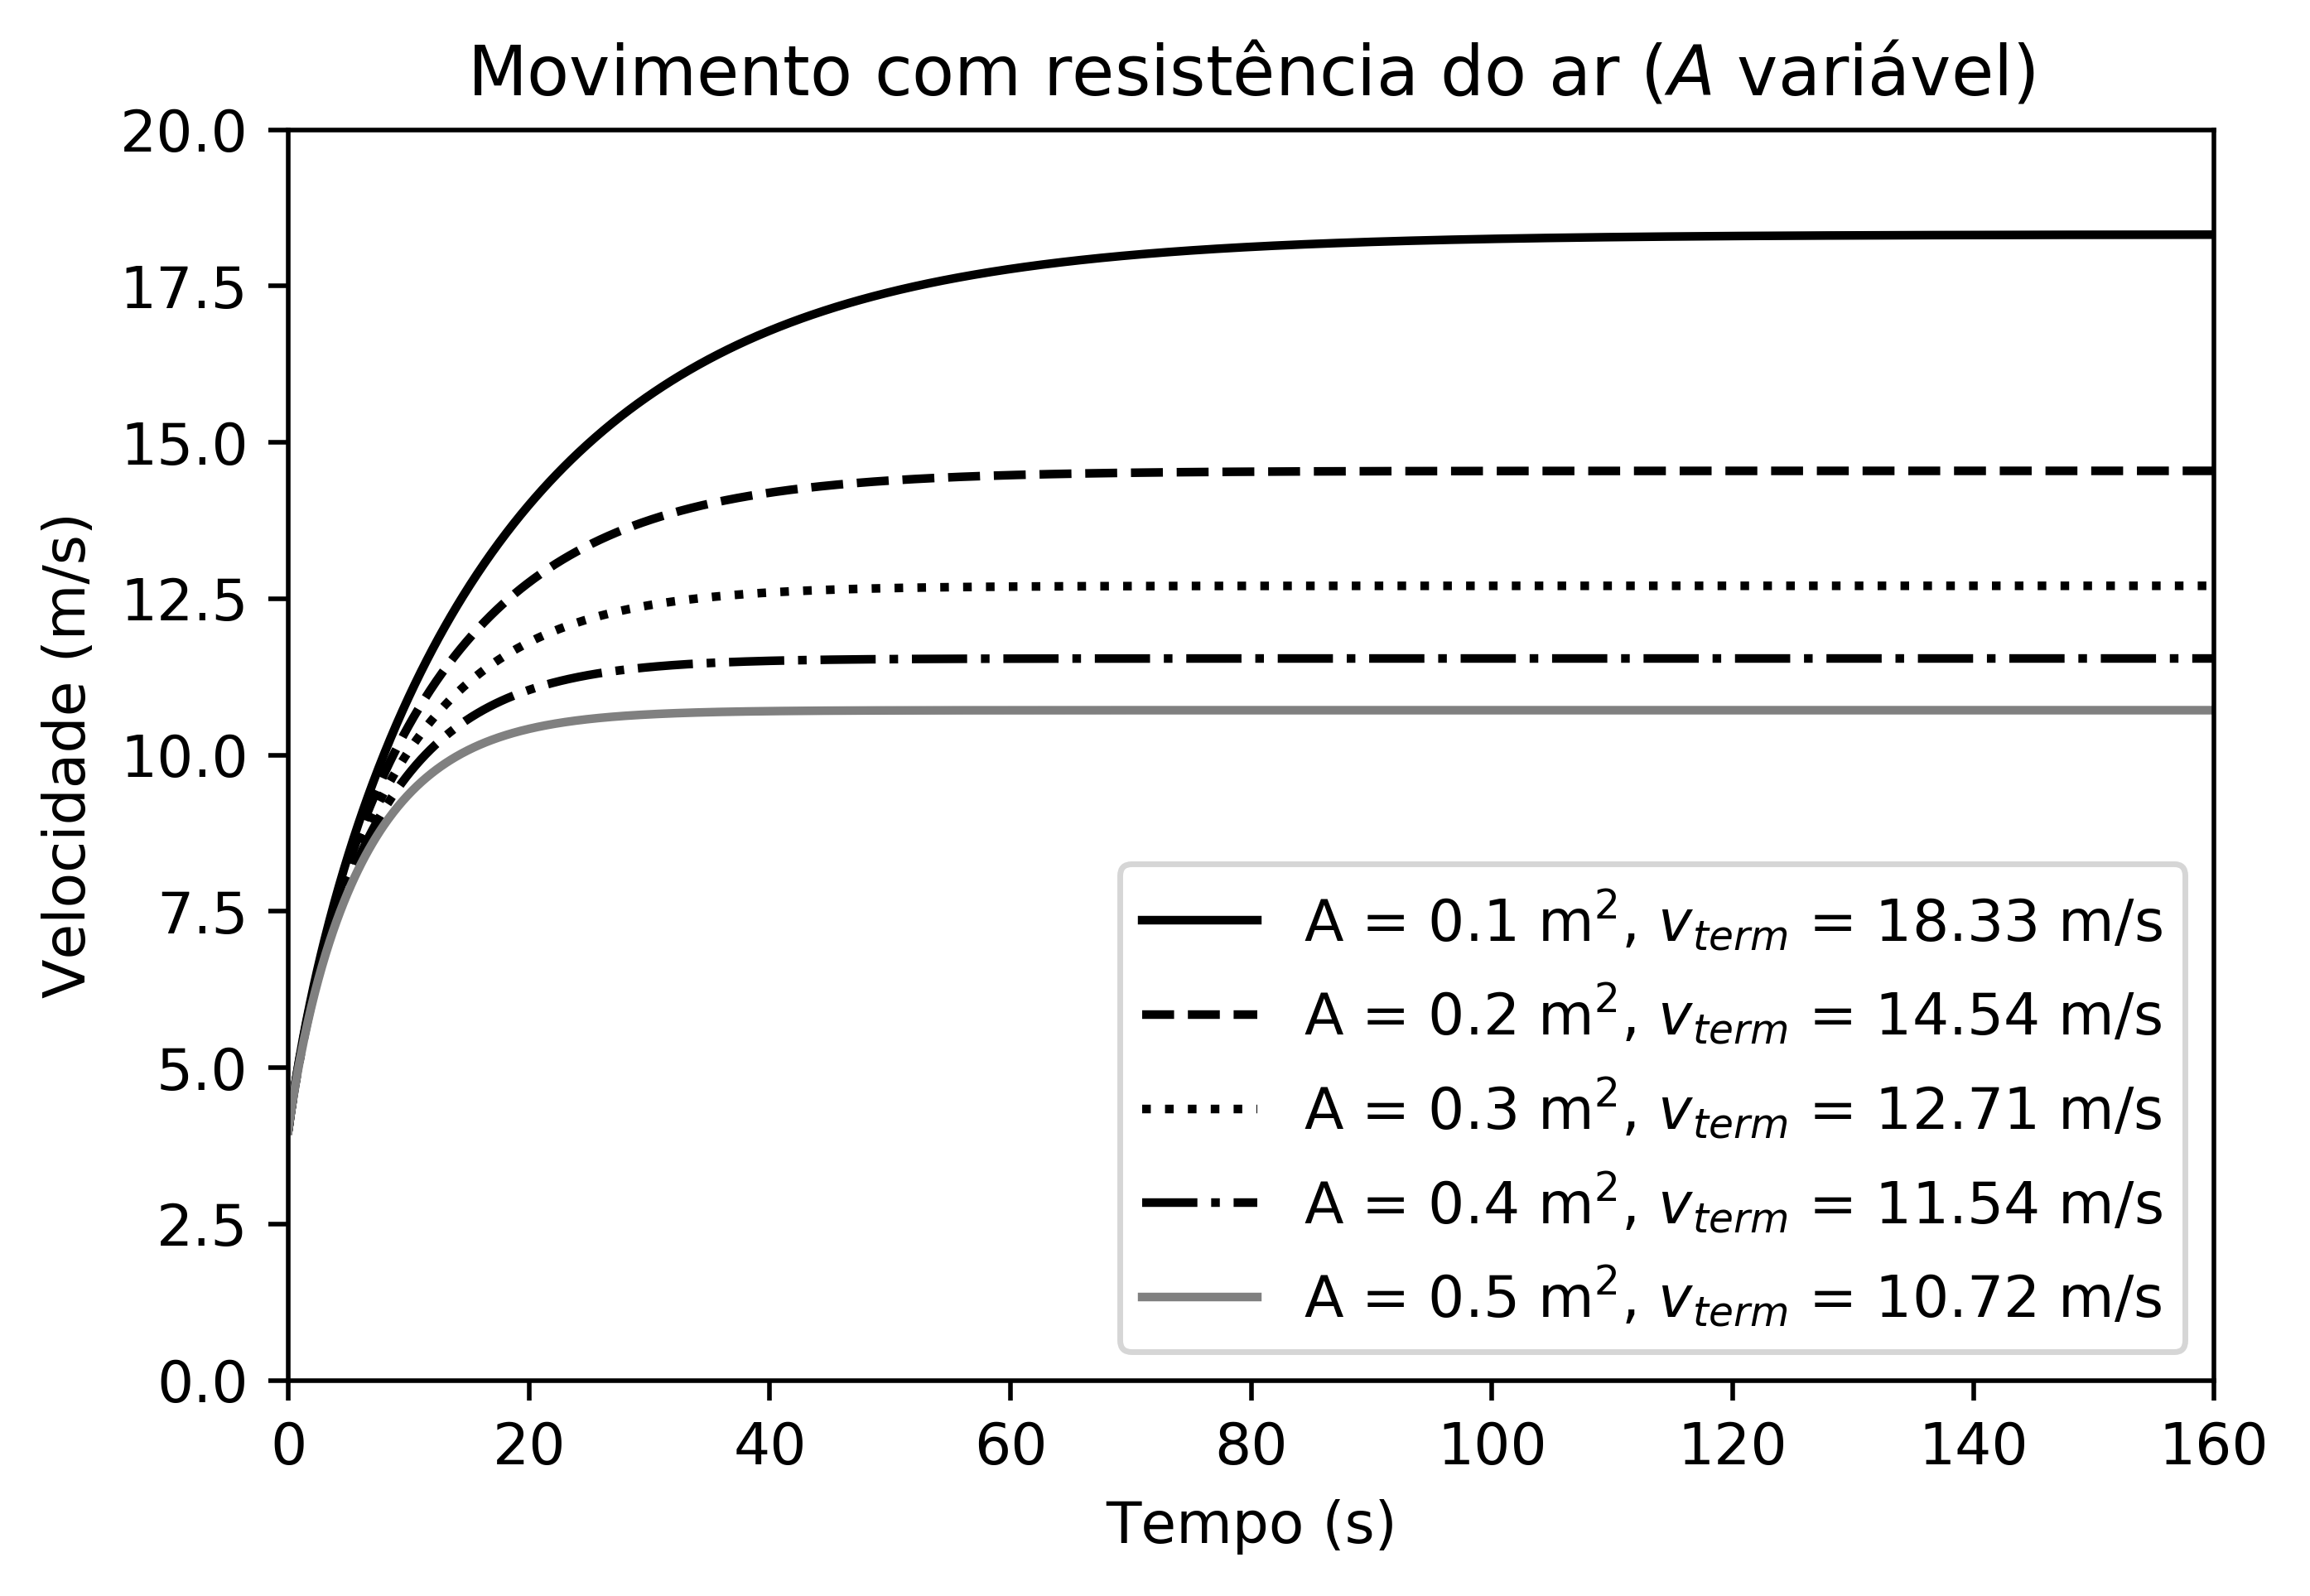 Movimento com resistência do ar (A variável)
20.0
17.5
15.0
12.5
10.0
7.5
5.0
2.5
0.0
Velocidade (m/s)
A = 0.1 m², v_term = 18.33 m/s
A = 0.2 m², v_term = 14.54 m/s
A = 0.3 m², v_term = 12.71 m/s
A = 0.4 m², v_term = 11.54 m/s
A = 0.5 m², v_term = 10.72 m/s
0 20 40 60 80 100 120 140 160
Tempo (s)